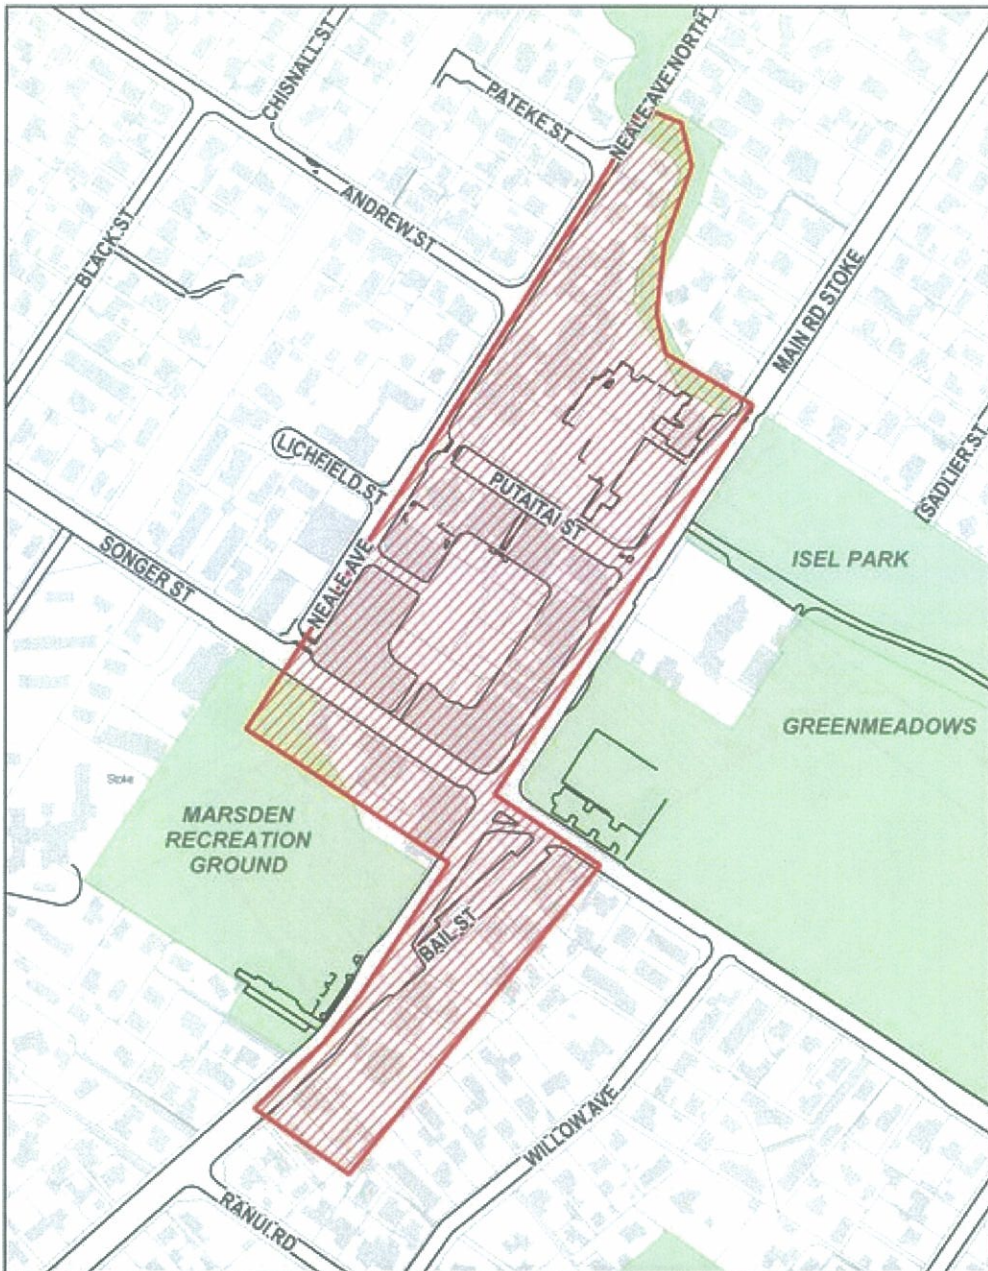 CHISNALL ST
NEALE AVE NORTH
PATEKE ST
ANDREW ST
BLACK ST
MAIN RD STOKE
SADLIER ST
LICHFIELD ST
PUTAITAI ST
SONGER ST
NEALE AVE
ISEL PARK
GREENMEADOWS
Stoke
MARSDEN
RECREATION
GROUND
BAIL ST
WILLOW AVE
RANUI RD